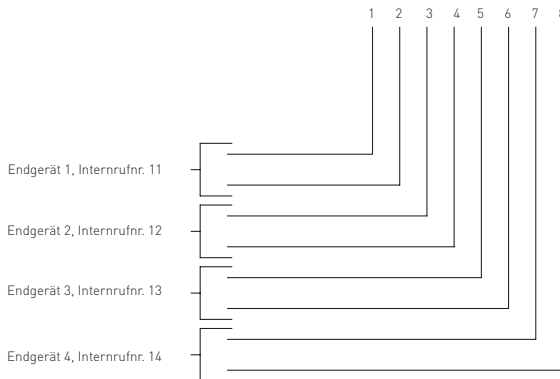 1 2 3 4 5 6 7
Endgerät 1, Internrufnr. 11
Endgerät 2, Internrufnr. 12
Endgerät 3, Internrufnr. 13
Endgerät 4, Internrufnr. 14